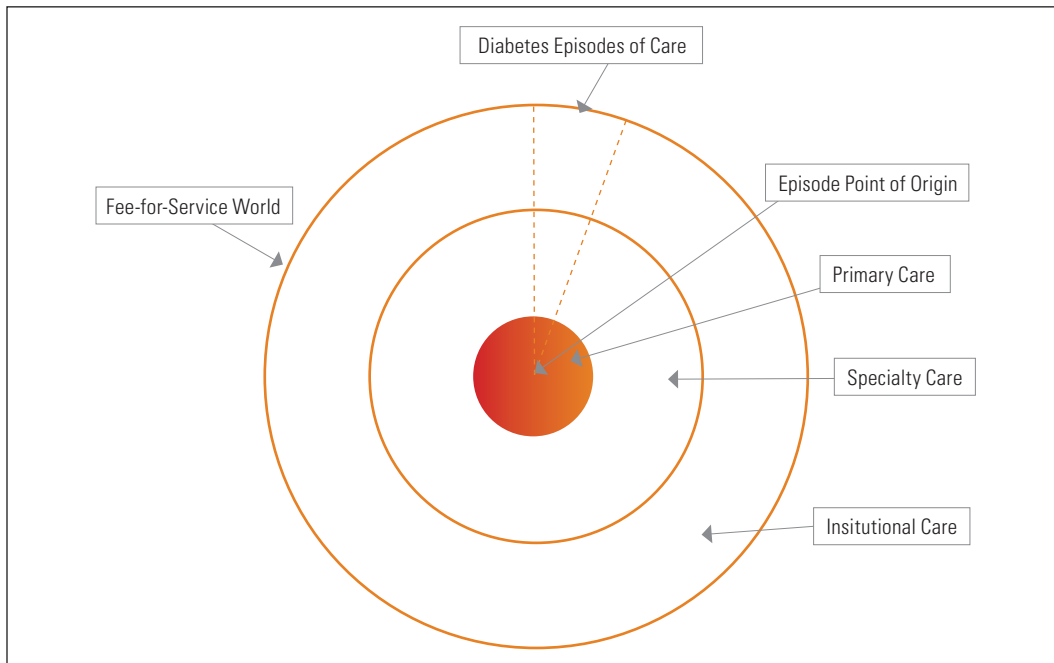 Diabetes Episodes of Care
Episode Point of Origin
Fee-for-Service World
Primary Care
Specialty Care
Insitutional Care